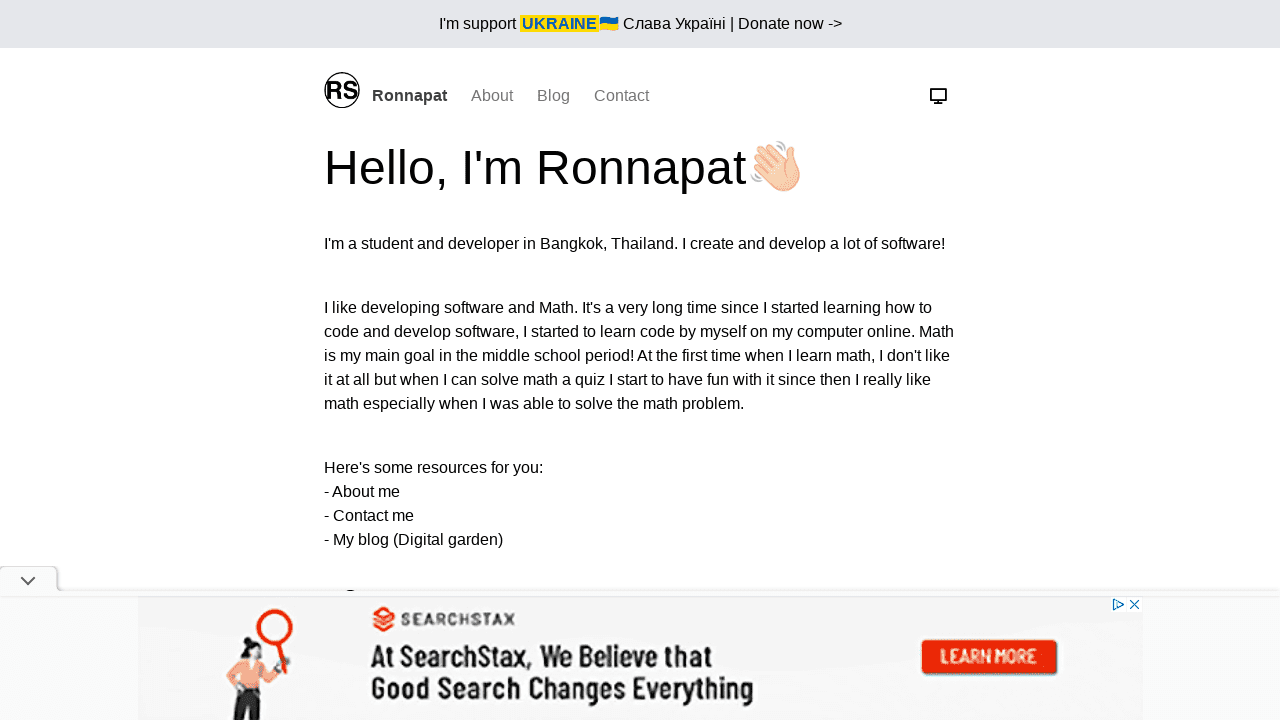 I'm support UKRAINE🇺🇦 Слава Україні | Donate now ->
RS
Ronnapat About Blog Contact
Hello, I'm Ronnapat👋🏻
I'm a student and developer in Bangkok, Thailand. I create and develop a lot of software!
I like developing software and Math. It's a very long time since I started learning how to
code and develop software, I started to learn code by myself on my computer online. Math
is my main goal in the middle school period! At the first time when I learn math, I don't like
it at all but when I can solve math a quiz I start to have fun with it since then I really like
math especially when I was able to solve the math problem.
Here's some resources for you:
- About me
- Contact me
- My blog (Digital garden)
SEARCHSTAX
At SearchStax, We Believe that
Good Search Changes Everything
LEARN MORE